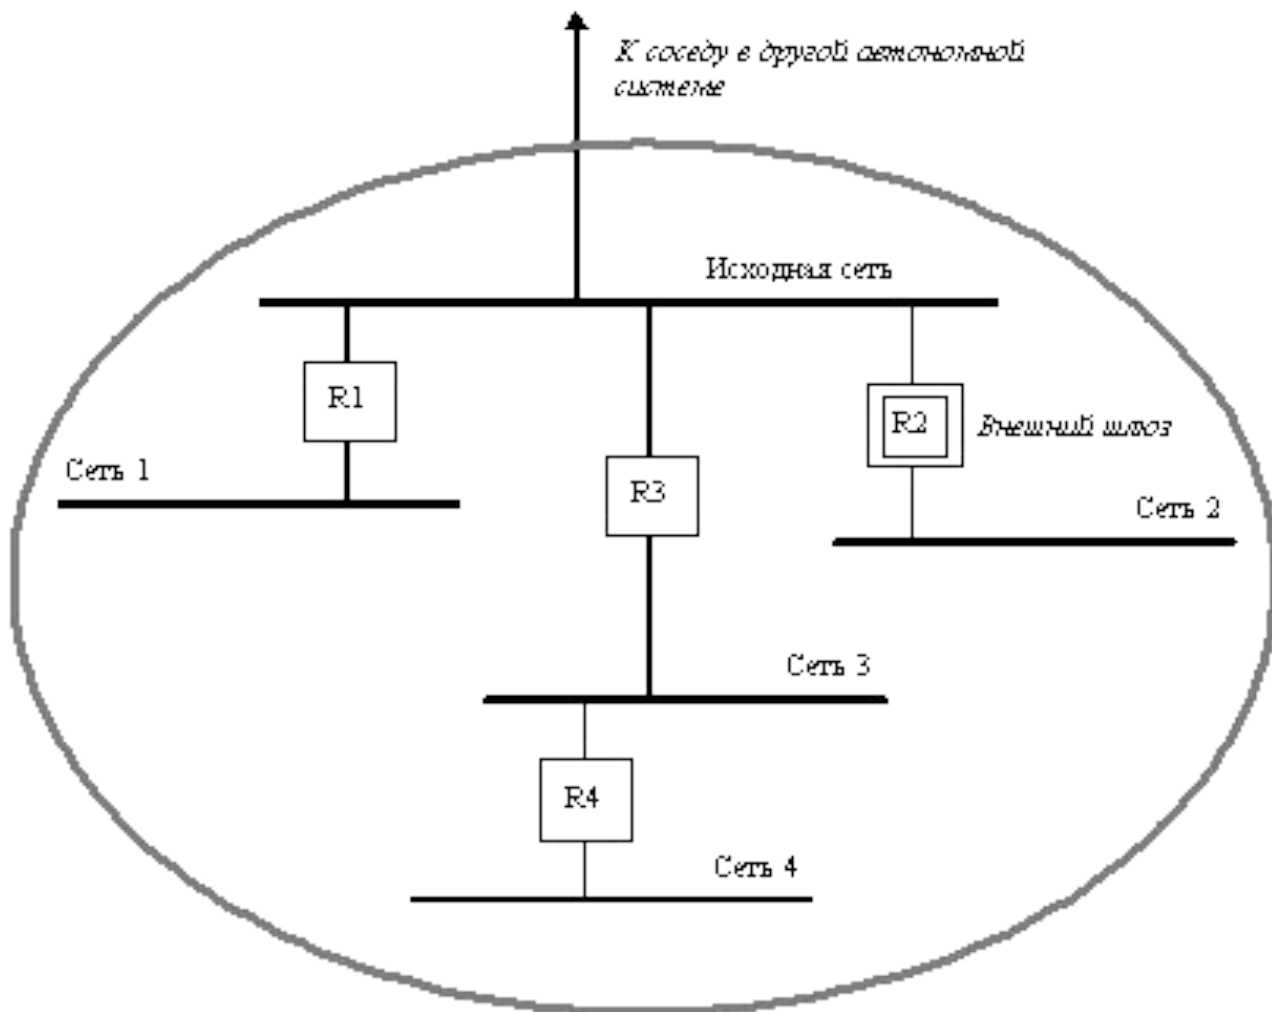 К соседу в другой автономной
системе
Исходная сеть
R1
R2
Внешний шлюз
Сеть 1
R3
Сеть 2
Сеть 3
R4
Сеть 4